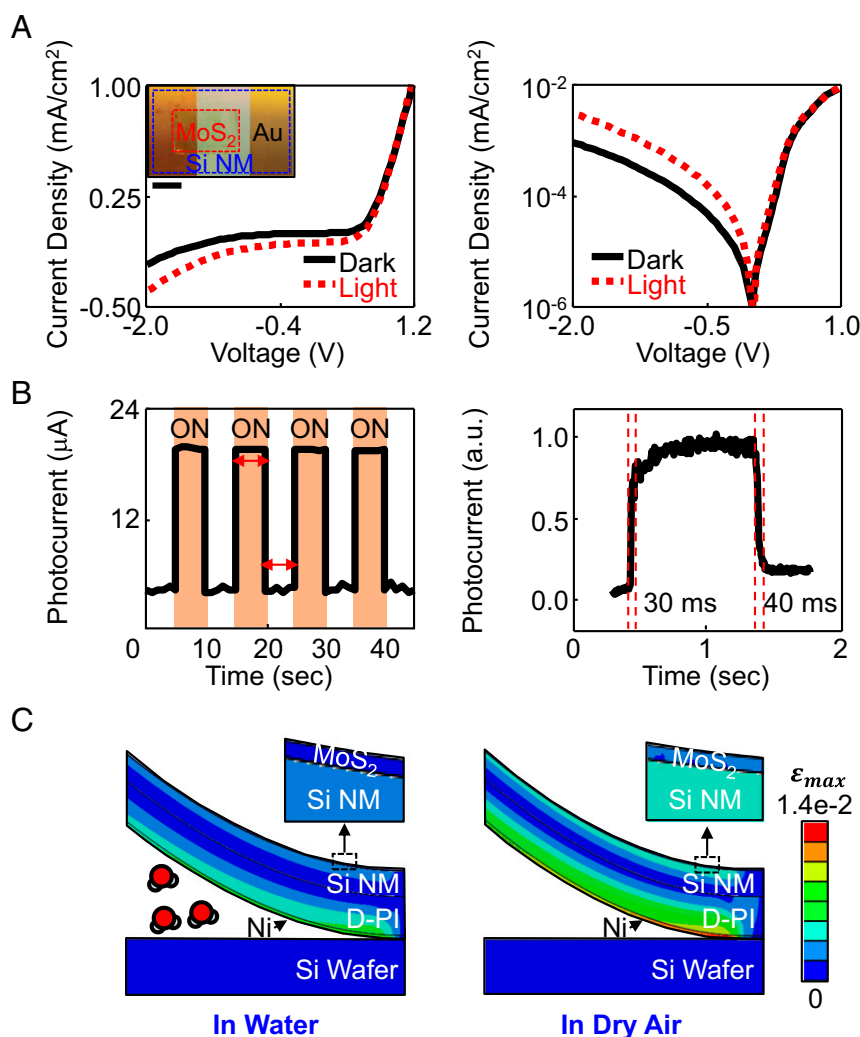 A
Current Density (mA/cm²)
1.00
0.25
-0.50
-2.0
-0.4
1.2
Voltage (V)
MoS₂
Au
Si NM
Dark
Light
Current Density (mA/cm²)
10⁻²
10⁻⁴
10⁻⁶
-2.0
-0.5
1.0
Voltage (V)
Dark
Light
B
Photocurrent (μA)
24
12
0
ON ON ON ON
0 10 20 30 40
Time (sec)
Photocurrent (a.u.)
1.0
0.5
0.0
30 ms
40 ms
0 1 2
Time (sec)
C
MoS₂
Si NM
Si NM
D-PI
Ni
Si Wafer
In Water
MoS₂
Si NM
Si NM
D-PI
Ni
Si Wafer
In Dry Air
εmax
1.4e-2
0